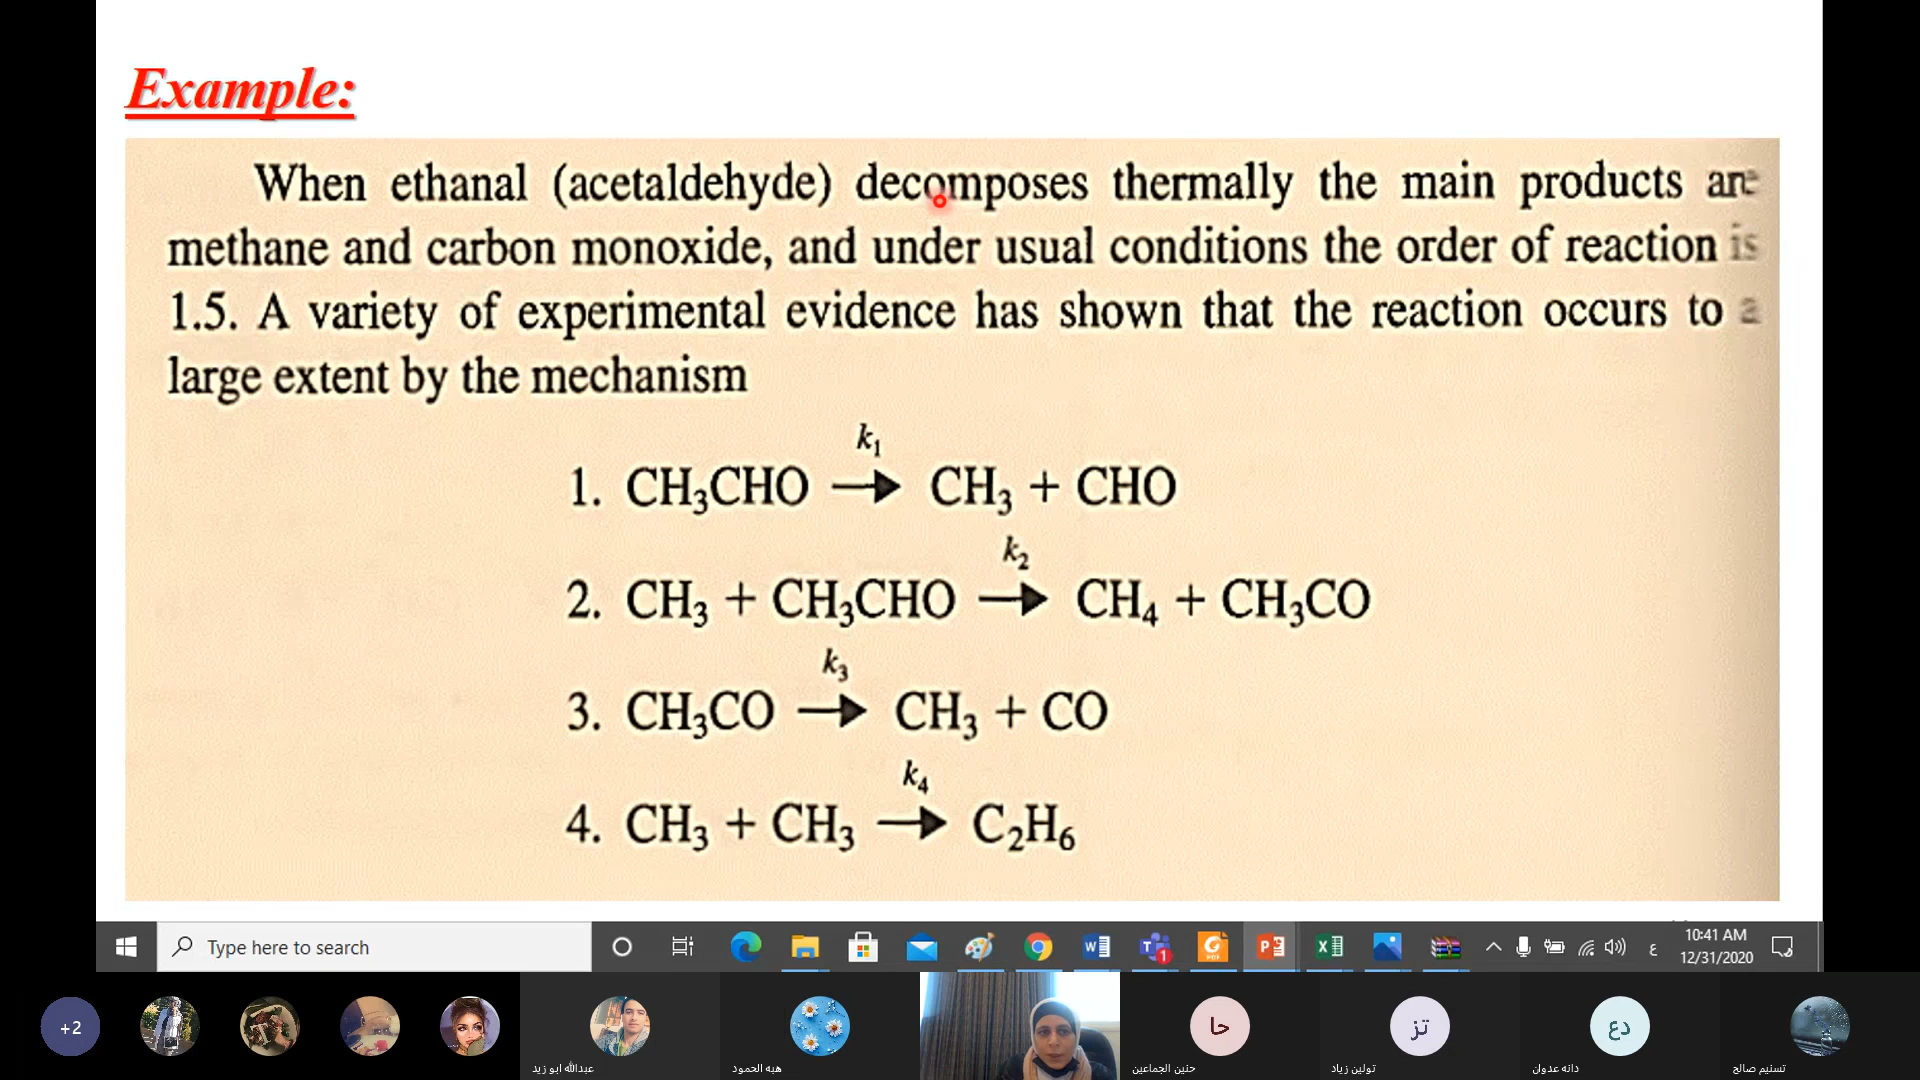 Example:
When ethanal (acetaldehyde) decomposes thermally the main products are
methane and carbon monoxide, and under usual conditions the order of reaction is
1.5. A variety of experimental evidence has shown that the reaction occurs to a
large extent by the mechanism
k₁
1. CH₃CHO → CH₃ + CHO
k₂
2. CH₃ + CH₃CHO → CH₄ + CH₃CO
k₃
3. CH₃CO → CH₃ + CO
k₄
4. CH₃ + CH₃ → C₂H₆
Type here to search
1
ع
10:41 AM
12/31/2020
+2
عبدالله ابو زيد
هبه الحمود
حا
حنين الجماعين
تز
تولين زياد
دع
دانه عدوان
تسنيم صالح